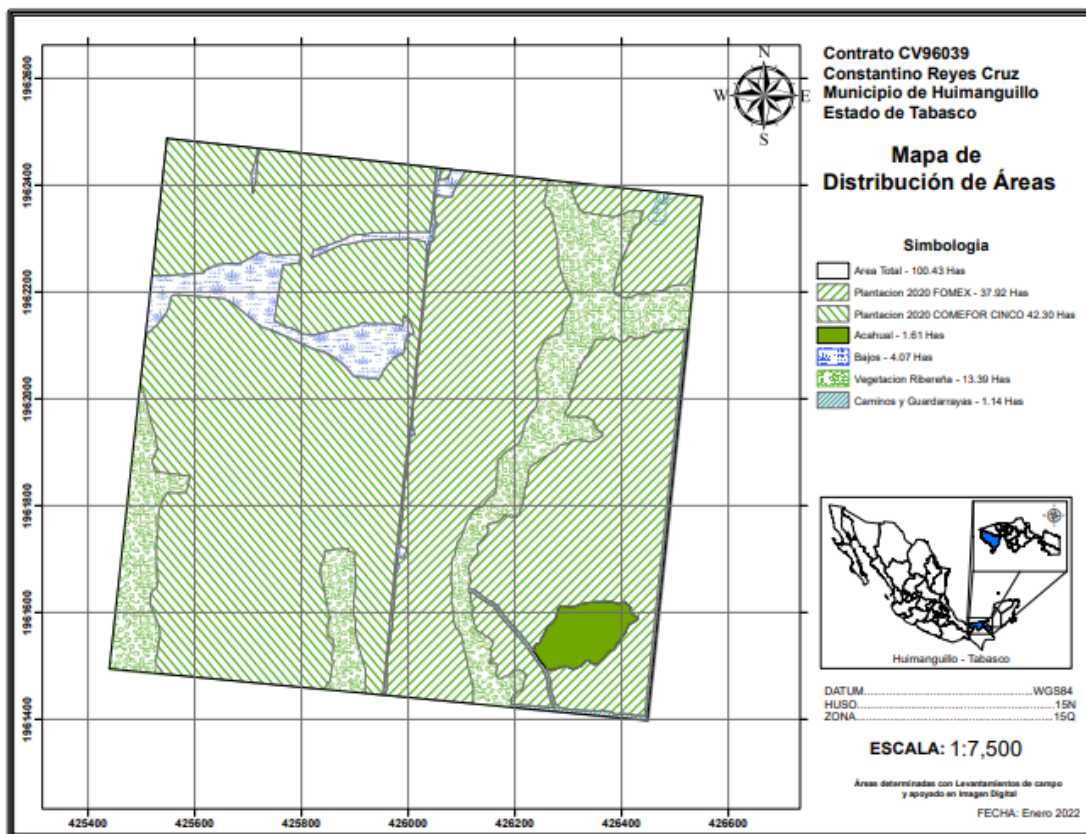 Contrato CV96039
Constantino Reyes Cruz
Municipio de Huimanguillo
Estado de Tabasco
Mapa de
Distribución de Áreas
N
W
E
S
Simbologia
Area Total - 100.43 Has
Plantacion 2020 FOMEX - 37.92 Has
Plantacion 2020 COMEFOR CINCO 42.30 Has
Acahual - 1.61 Has
Bajos - 4.07 Has
Vegetacion Ribereña - 13.39 Has
Caminos y Guardarrayas - 1.14 Has
1962600
1962400
1962200
1962000
1961800
1961600
1961400
425400
425600
425800
426000
426200
426400
426600
Huimanguillo - Tabasco
DATUM......................................................WGS84
HUSO............................................................15N
ZONA............................................................15Q
ESCALA: 1:7,500
Áreas determinadas con Levantamientos de campo
y apoyado en Imagen Digital
FECHA: Enero 2022